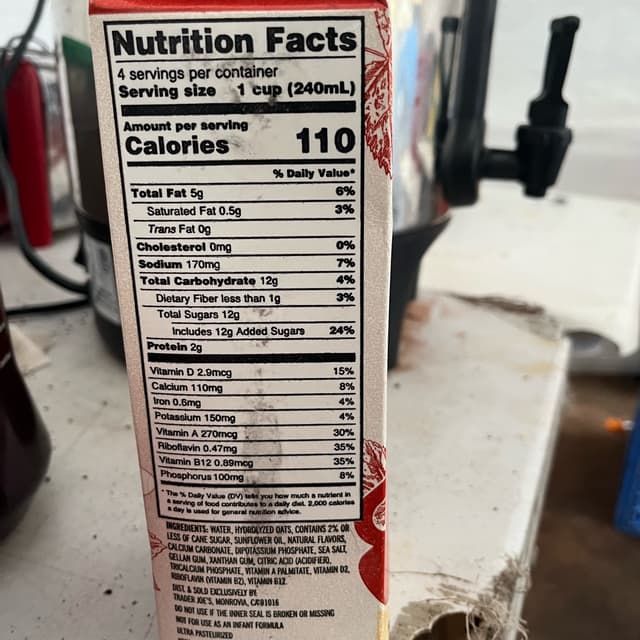 Nutrition Facts
4 servings per container
Serving size 1 cup (240mL)
Amount per serving
Calories 110
% Daily Value*
Total Fat 5g 6%
Saturated Fat 0.5g 3%
Trans Fat 0g
Cholesterol 0mg 0%
Sodium 170mg 7%
Total Carbohydrate 12g 4%
Dietary Fiber less than 1g 3%
Total Sugars 12g
Includes 12g Added Sugars 24%
Protein 2g
Vitamin D 2.9mcg 15%
Calcium 110mg 8%
Iron 0.6mg 4%
Potassium 150mg 4%
Vitamin A 270mcg 30%
Riboflavin 0.47mg 35%
Vitamin B12 0.89mcg 35%
Phosphorus 100mg 8%
* The % Daily Value (DV) tells you how much a nutrient in
a serving of food contributes to a daily diet. 2,000 calories
a day is used for general nutrition advice.
INGREDIENTS: WATER, HYDROLYZED OATS, CONTAINS 2% OR
LESS OF CANE SUGAR, SUNFLOWER OIL, NATURAL FLAVORS,
CALCIUM CARBONATE, DIPOTASSIUM PHOSPHATE, SEA SALT,
GELLAN GUM, XANTHAN GUM, CITRIC ACID (ACIDIFIER),
TRICALCIUM PHOSPHATE, VITAMIN A PALMITATE, VITAMIN D2,
RIBOFLAVIN (VITAMIN B2), VITAMIN B12.
DIST. & SOLD EXCLUSIVELY BY:
TRADER JOE'S, MONROVIA, CA 91016
DO NOT USE IF THE INNER SEAL IS BROKEN OR MISSING
NOT FOR USE AS AN INFANT FORMULA
ULTRA PASTEURIZED